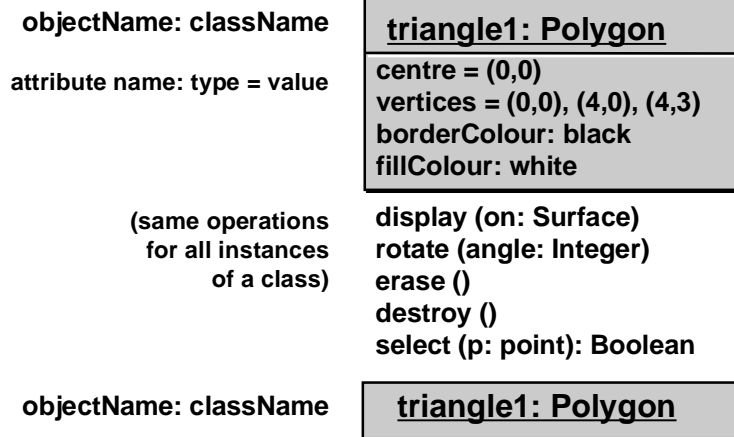 objectName: className
triangle1: Polygon
attribute name: type = value
centre = (0,0)
vertices = (0,0), (4,0), (4,3)
borderColour: black
fillColour: white
(same operations
for all instances
of a class)
display (on: Surface)
rotate (angle: Integer)
erase ()
destroy ()
select (p: point): Boolean
objectName: className
triangle1: Polygon